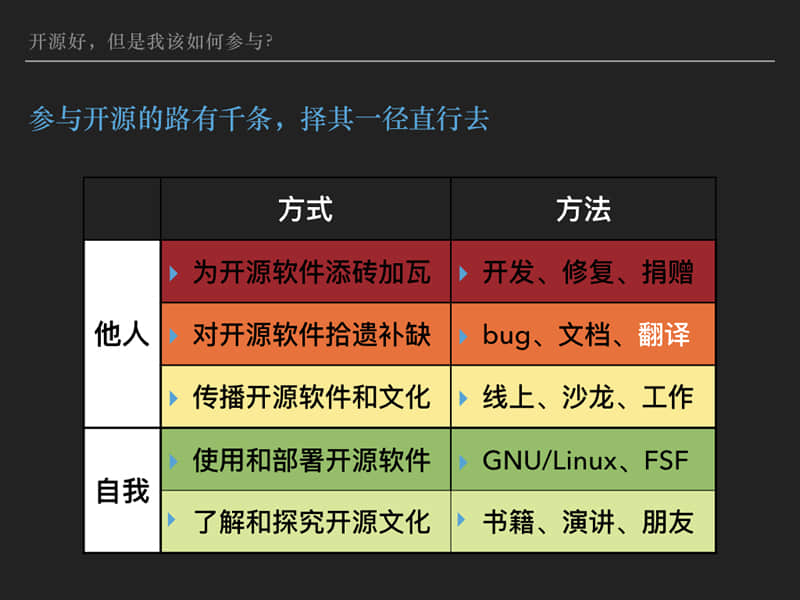 开源好，但是我该如何参与？
参与开源的路有千条，择其一径直行去
方式 方法
他人
为开源软件添砖加瓦 开发、修复、捐赠
对开源软件拾遗补缺 bug、文档、翻译
传播开源软件和文化 线上、沙龙、工作
自我
使用和部署开源软件 GNU/Linux、FSF
了解和探究开源文化 书籍、演讲、朋友